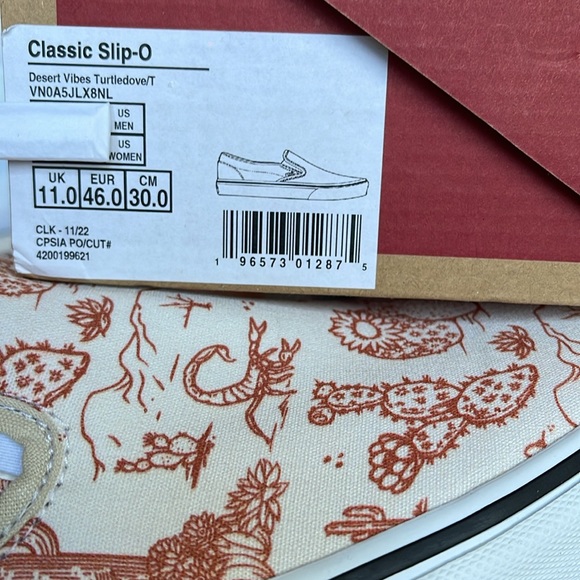 Classic Slip-O
Desert Vibes Turtledove/T
VN0A5JLX8NL
US
MEN
US
WOMEN
UK EUR CM
11.0 46.0 30.0
CLK - 11/22
CPSIA PO/CUT#
4200199621
1 96573 01287 5